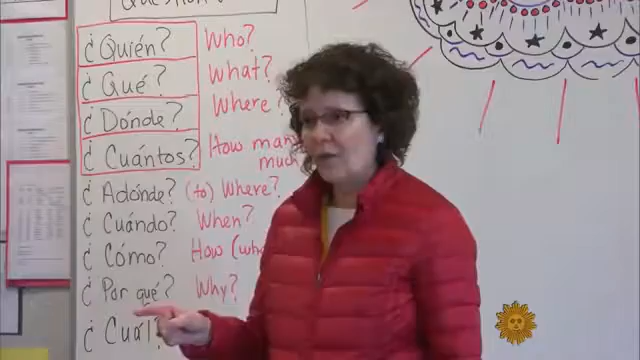 ¿Quién? Who?
¿Qué? What?
¿Dónde? Where?
¿Cuántos? How many
much
¿Adónde? (to) Where?
¿Cuándo? When?
¿Cómo? How
¿Por qué? Why?
¿Cuál?